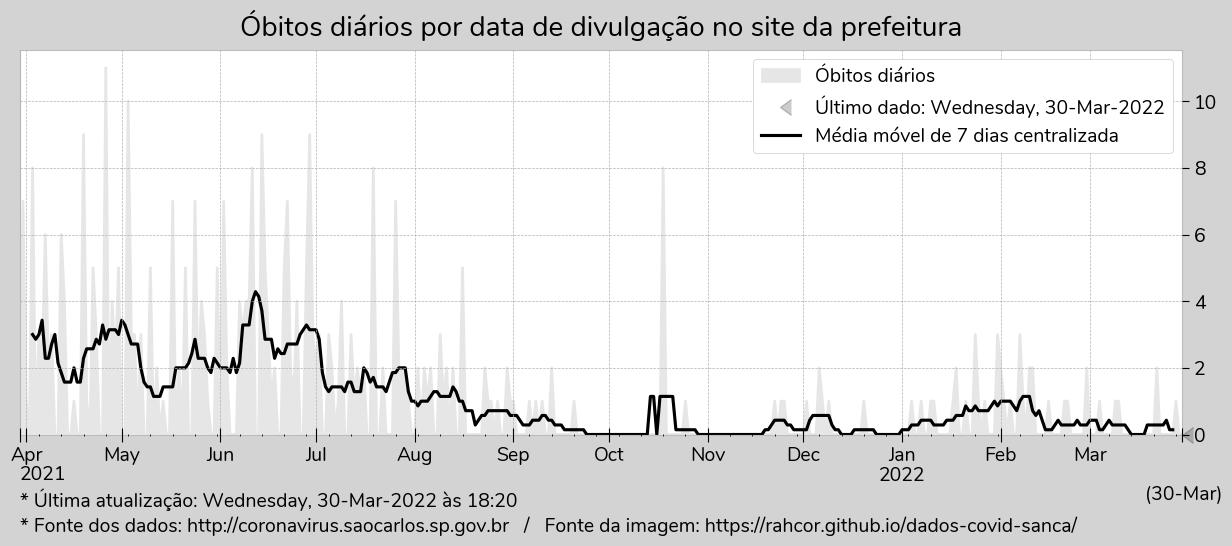 Óbitos diários por data de divulgação no site da prefeitura
Óbitos diários
Último dado: Wednesday, 30-Mar-2022
Média móvel de 7 dias centralizada
10
8
6
4
2
0
Apr May Jun Jul Aug Sep Oct Nov Dec Jan Feb Mar
2021 2022
(30-Mar)
* Última atualização: Wednesday, 30-Mar-2022 às 18:20
* Fonte dos dados: http://coronavirus.saocarlos.sp.gov.br / Fonte da imagem: https://rahcor.github.io/dados-covid-sanca/